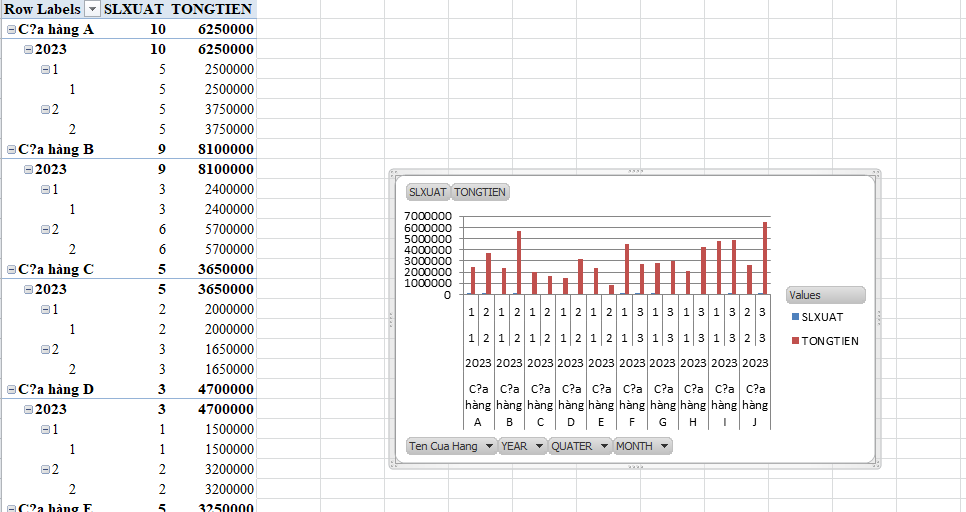 Row Labels SLXUAT TONGTIEN
C?a hàng A 10 6250000
2023 10 6250000
1 5 2500000
1 5 2500000
2 5 3750000
2 5 3750000
C?a hàng B 9 8100000
2023 9 8100000
1 3 2400000
1 3 2400000
2 6 5700000
2 6 5700000
C?a hàng C 5 3650000
2023 5 3650000
1 2 2000000
1 2 2000000
2 3 1650000
2 3 1650000
C?a hàng D 3 4700000
2023 3 4700000
1 1 1500000
1 1 1500000
2 2 3200000
2 2 3200000
C?a hàng E 5 3250000
SLXUAT TONGTIEN
7000000
6000000
5000000
4000000
3000000
2000000
1000000
0
1 2 1 2 1 2 1 2 1 2 1 3 1 3 1 3 1 3 2 3
1 2 1 2 1 2 1 2 1 2 1 3 1 3 1 3 1 3 2 3
2023 2023 2023 2023 2023 2023 2023 2023 2023 2023
C?a C?a C?a C?a C?a C?a C?a C?a C?a C?a
hàng hàng hàng hàng hàng hàng hàng hàng hàng hàng
A B C D E F G H I J
Values
SLXUAT
TONGTIEN
Ten Cua Hang YEAR QUATER MONTH